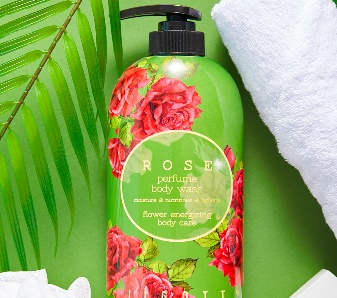 ROSE
perfume
body wash
flower energizing
body care